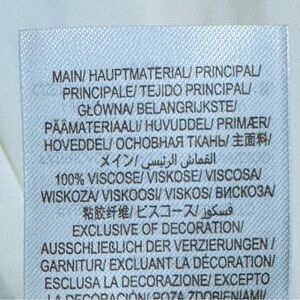 MAIN/ HAUPTMATERIAL/ PRINCIPAL/
PRINCIPALE/ TEJIDO PRINCIPAL/
GŁÓWNA/ BELANGRIJKSTE/
PÄÄMATERIAALI/ HUVUDDEL/ PRIMÆR/
HOVEDDEL/ ОСНОВНАЯ ТКАНЬ/ 主面料/
メイン/ القماش الرئيسي/
100% VISCOSE/ VISKOSE/ VISCOSA/
WISKOZA/ VISKOOSI/ VISKOS/ ВИСКОЗА/
粘胶纤维/ ビスコース/ فسكوز/
EXCLUSIVE OF DECORATION/
AUSSCHLIEßLICH DER VERZIERUNGEN /
GARNITUR/ EXCLUANT LA DÉCORATION/
ESCLUSA LA DECORAZIONE/ EXCEPTO
LA DECORACIÓN/ POZA ZDOBIENIAMI/